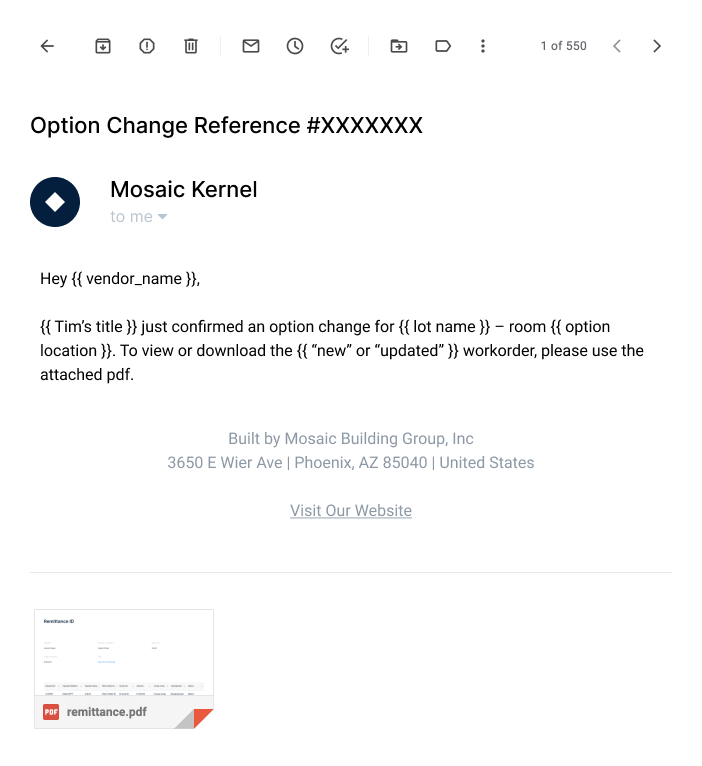 1 of 550
Option Change Reference #XXXXXXX
Mosaic Kernel
to me
Hey {{ vendor_name }},
{{ Tim’s title }} just confirmed an option change for {{ lot name }} – room {{ option
location }}. To view or download the {{ “new” or “updated” }} workorder, please use the
attached pdf.
Built by Mosaic Building Group, Inc
3650 E Wier Ave | Phoenix, AZ 85040 | United States
Visit Our Website
Remittance ID
PDF remittance.pdf